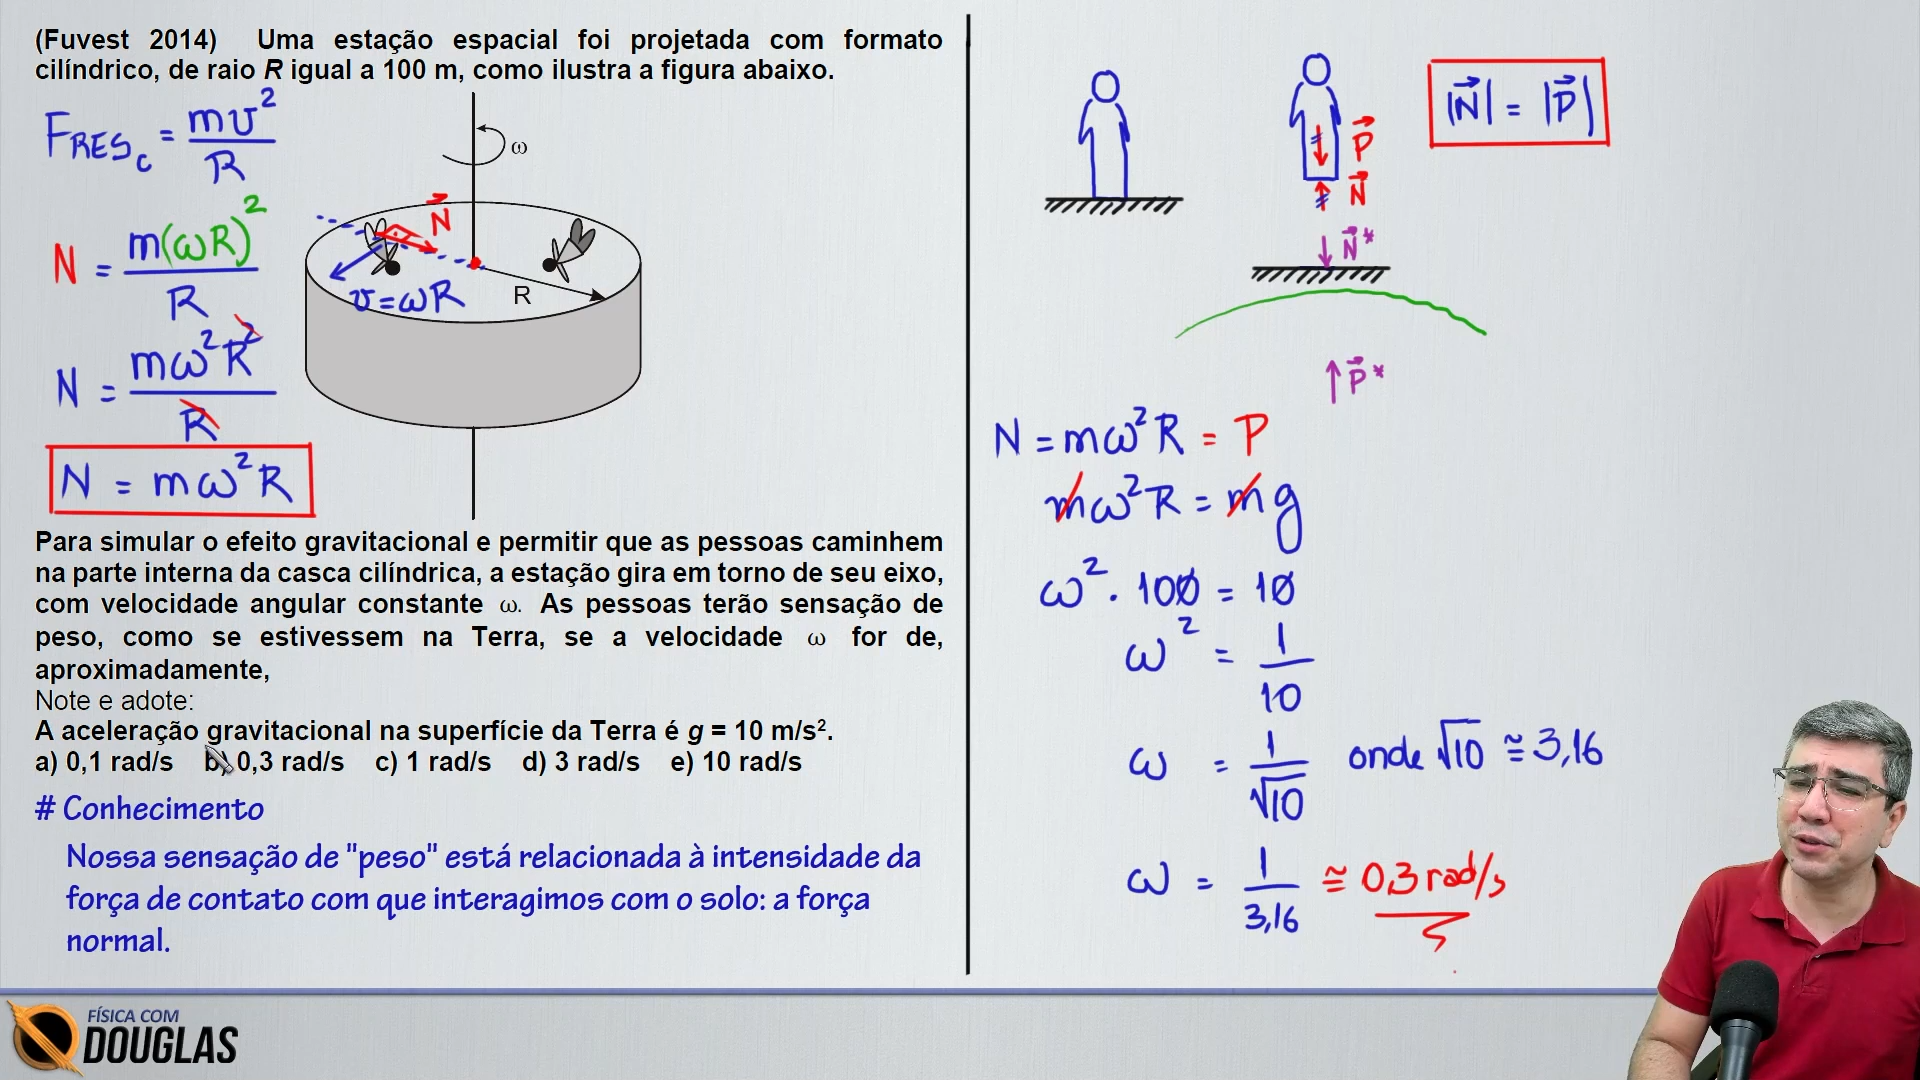 (Fuvest 2014) Uma estação espacial foi projetada com formato
cilíndrico, de raio R igual a 100 m, como ilustra a figura abaixo.
F_RES_C = mv² / R
N = m(ωR)² / R
N = mω²R² / R
N = mω²R
ω
N⃗
v = ωR
R
Para simular o efeito gravitacional e permitir que as pessoas caminhem
na parte interna da casca cilíndrica, a estação gira em torno de seu eixo,
com velocidade angular constante ω. As pessoas terão sensação de
peso, como se estivessem na Terra, se a velocidade ω for de,
aproximadamente,
Note e adote:
A aceleração gravitacional na superfície da Terra é g = 10 m/s².
a) 0,1 rad/s b) 0,3 rad/s c) 1 rad/s d) 3 rad/s e) 10 rad/s
# Conhecimento
Nossa sensação de "peso" está relacionada à intensidade da
força de contato com que interagimos com o solo: a força
normal.
P⃗
N⃗
N⃗*
P⃗*
|N⃗| = |P⃗|
N = mω²R = P
mω²R = mg
ω² . 100 = 10
ω² = 1 / 10
ω = 1 / √10 onde √10 ≅ 3,16
ω = 1 / 3,16 ≅ 0,3 rad/s
FÍSICA COM
DOUGLAS